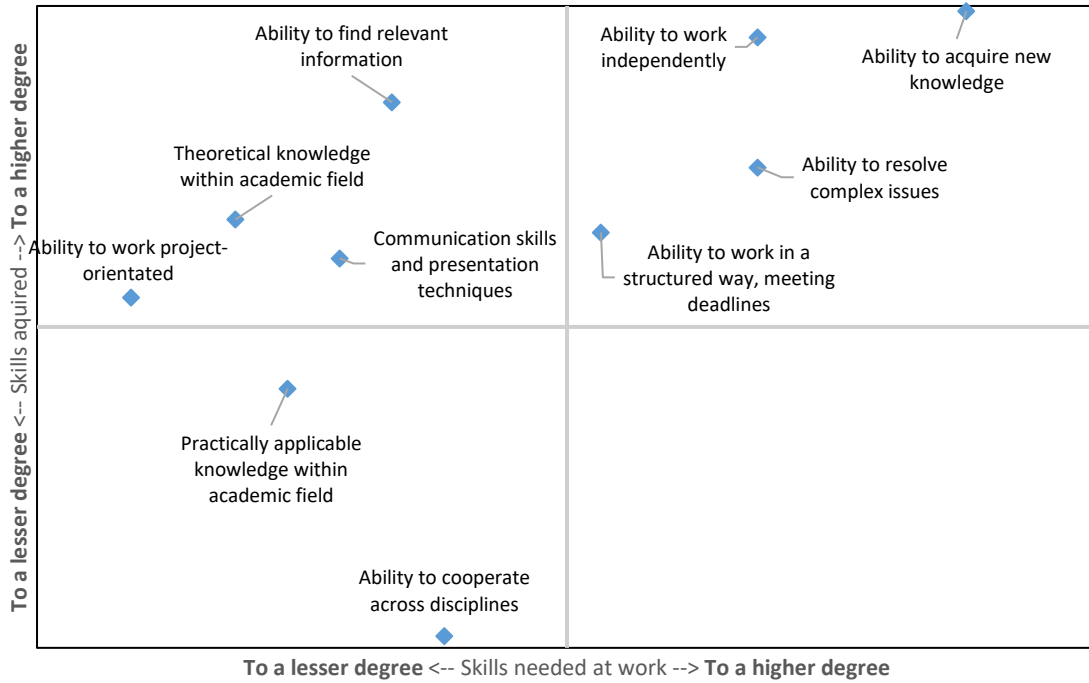 Ability to find relevant
information
Ability to work
independently
Ability to acquire new
knowledge
Theoretical knowledge
within academic field
Ability to resolve
complex issues
Ability to work project-
orientated
Communication skills
and presentation
techniques
Ability to work in a
structured way, meeting
deadlines
Practically applicable
knowledge within
academic field
Ability to cooperate
across disciplines
To a lesser degree <-- Skills aquired --> To a higher degree
To a lesser degree <-- Skills needed at work --> To a higher degree